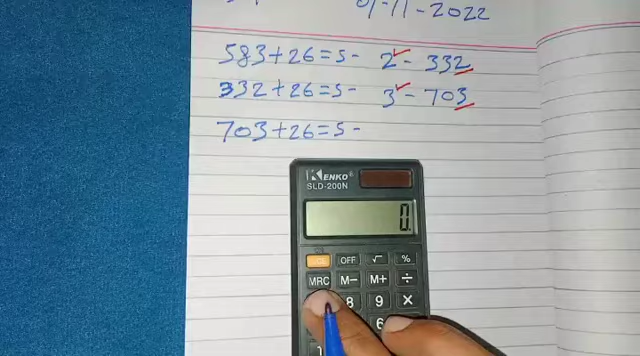 01-11-2022
583+26=5- 2✓- 332
332+26=5- 3✓- 703
703+26=5-
KENKO
SLD-200N
0.
OFF √ %
MRC M− M+ ÷
8 9 ×
6